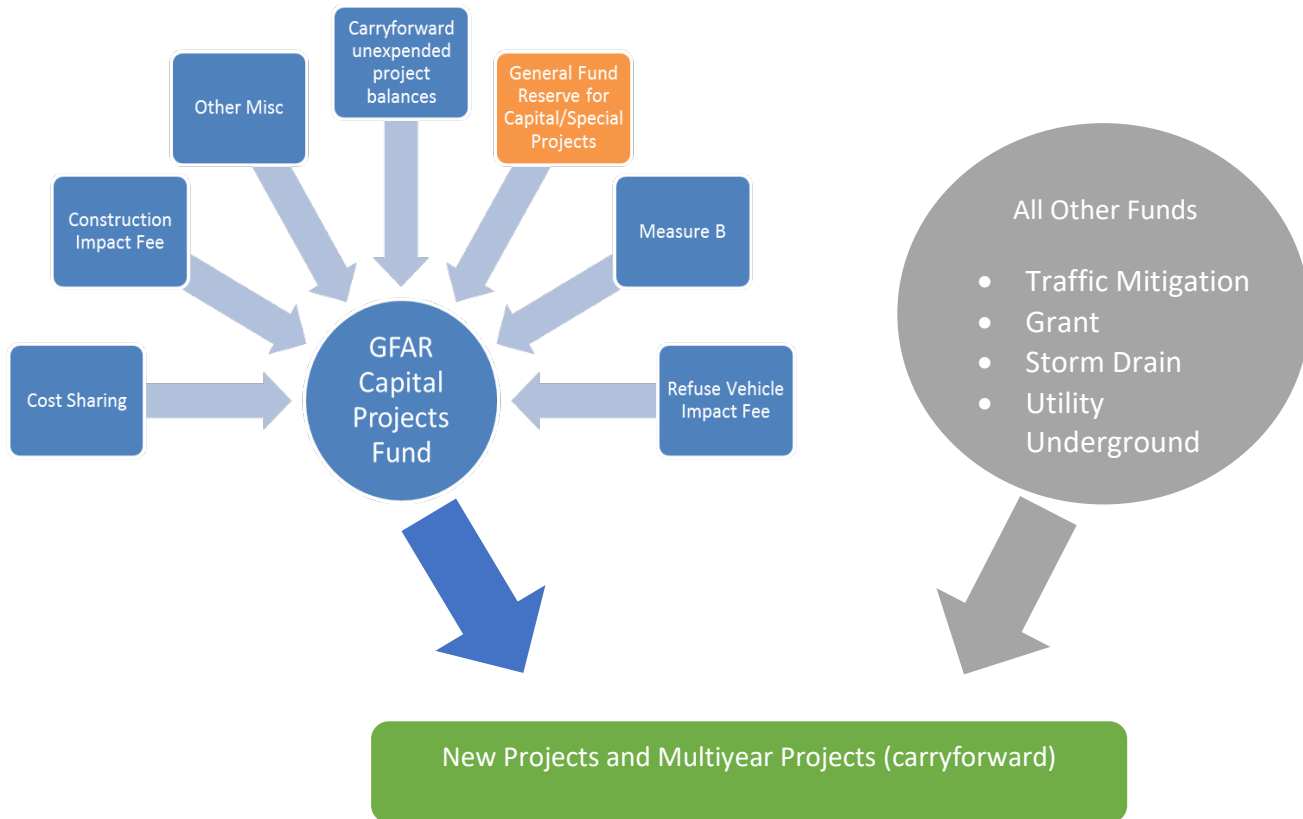 Carryforward
unexpended
project
balances
General Fund
Reserve for
Capital/Special
Projects
Other Misc
Construction
Impact Fee
Measure B
Cost Sharing
GFAR
Capital
Projects
Fund
Refuse Vehicle
Impact Fee
All Other Funds
• Traffic Mitigation
• Grant
• Storm Drain
• Utility
Underground
New Projects and Multiyear Projects (carryforward)